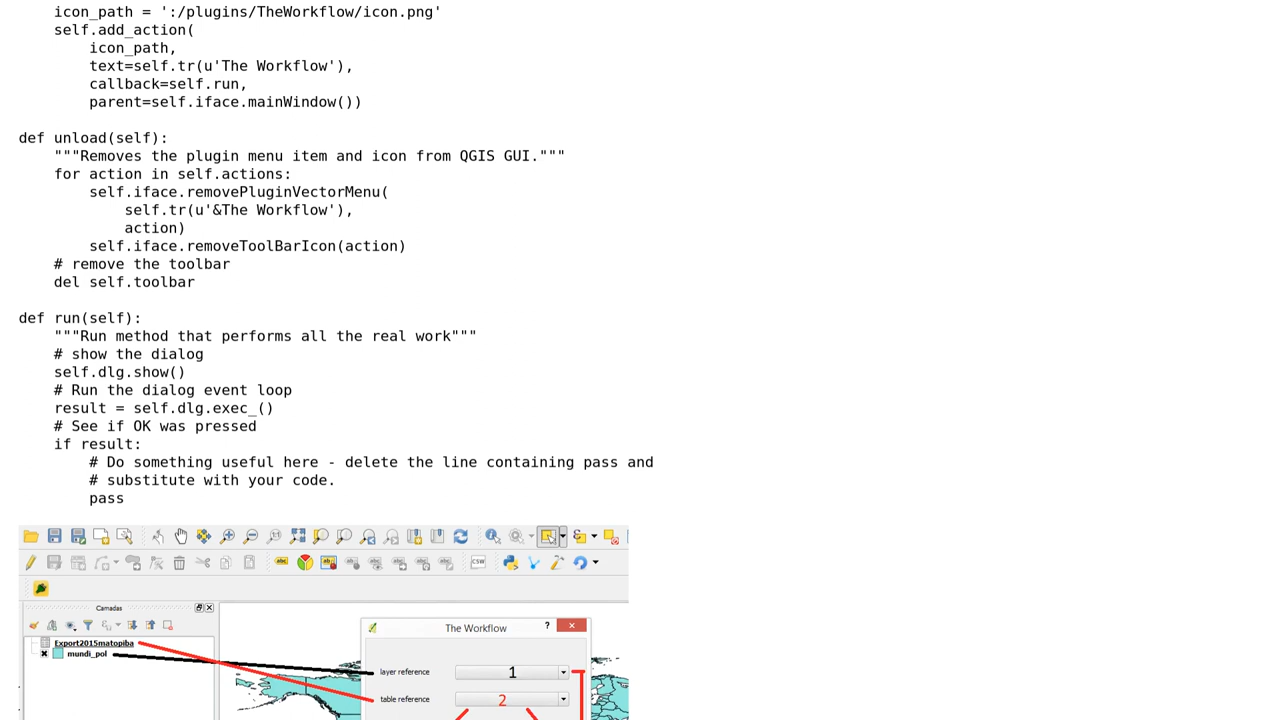 icon_path = ':/plugins/TheWorkflow/icon.png'
    self.add_action(
        icon_path,
        text=self.tr(u'The Workflow'),
        callback=self.run,
        parent=self.iface.mainWindow())

def unload(self):
    """Removes the plugin menu item and icon from QGIS GUI."""
    for action in self.actions:
        self.iface.removePluginVectorMenu(
            self.tr(u'&The Workflow'),
            action)
        self.iface.removeToolBarIcon(action)
    # remove the toolbar
    del self.toolbar

def run(self):
    """Run method that performs all the real work"""
    # show the dialog
    self.dlg.show()
    # Run the dialog event loop
    result = self.dlg.exec_()
    # See if OK was pressed
    if result:
        # Do something useful here - delete the line containing pass and
        # substitute with your code.
        pass
CSW
Camadas
Export2015matopiba
mundi_pol
The Workflow
?
layer reference 1
table reference 2